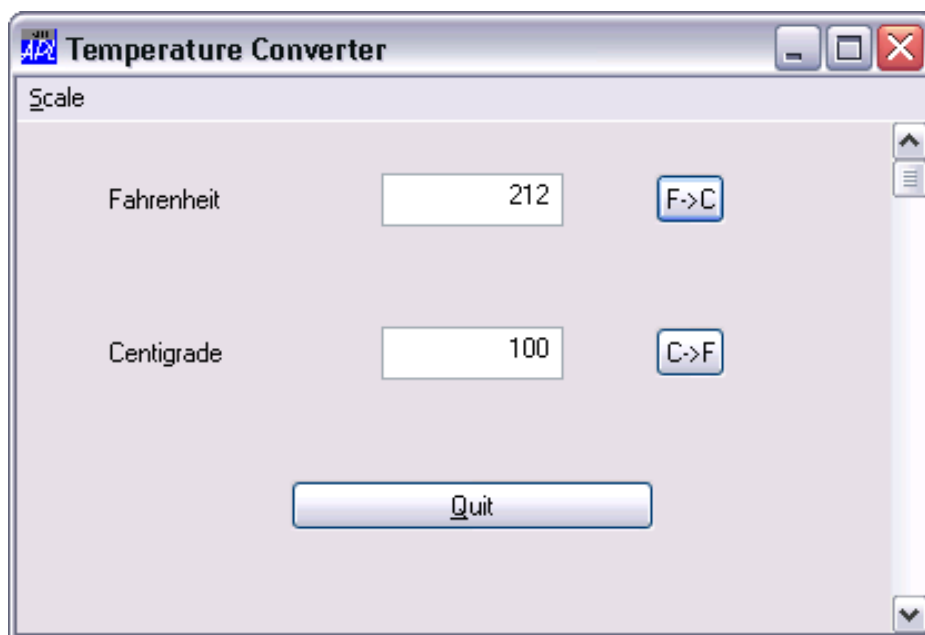 Temperature Converter
Scale
Fahrenheit 212 F->C
Centigrade 100 C->F
Quit